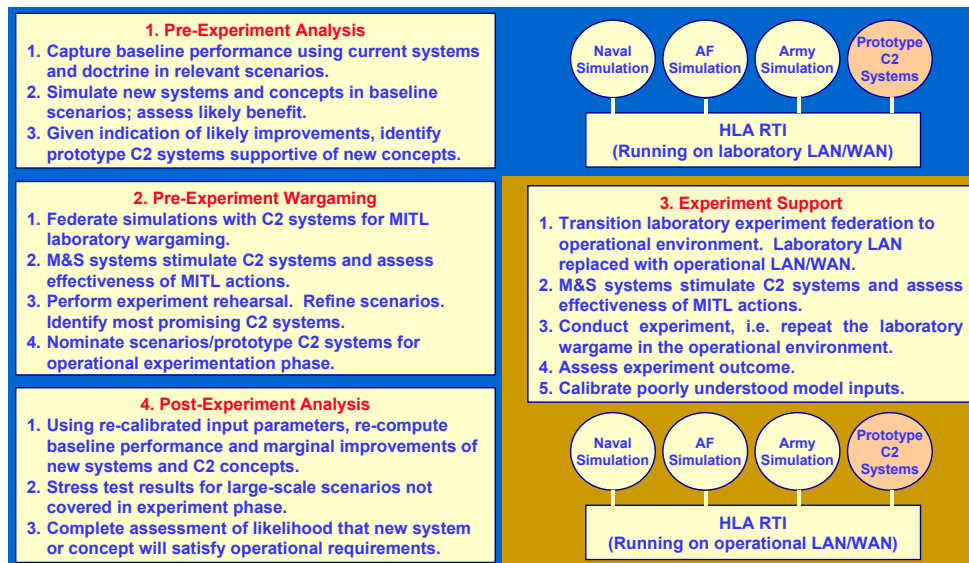 1. Pre-Experiment Analysis
1. Capture baseline performance using current systems
and doctrine in relevant scenarios.
2. Simulate new systems and concepts in baseline
scenarios; assess likely benefit.
3. Given indication of likely improvements, identify
prototype C2 systems supportive of new concepts.
Naval
Simulation
AF
Simulation
Army
Simulation
Prototype
C2
Systems
HLA RTI
(Running on laboratory LAN/WAN)
2. Pre-Experiment Wargaming
1. Federate simulations with C2 systems for MITL
laboratory wargaming.
2. M&S systems stimulate C2 systems and assess
effectiveness of MITL actions.
3. Perform experiment rehearsal.  Refine scenarios.
Identify most promising C2 systems.
4. Nominate scenarios/prototype C2 systems for
operational experimentation phase.
3. Experiment Support
1. Transition laboratory experiment federation to
operational environment.  Laboratory LAN
replaced with operational LAN/WAN.
2. M&S systems stimulate C2 systems and assess
effectiveness of MITL actions.
3. Conduct experiment, i.e. repeat the laboratory
wargame in the operational environment.
4. Assess experiment outcome.
5. Calibrate poorly understood model inputs.
4. Post-Experiment Analysis
1. Using re-calibrated input parameters, re-compute
baseline performance and marginal improvements of
new systems and C2 concepts.
2. Stress test results for large-scale scenarios not
covered in experiment phase.
3. Complete assessment of likelihood that new system
or concept will satisfy operational requirements.
Naval
Simulation
AF
Simulation
Army
Simulation
Prototype
C2
Systems
HLA RTI
(Running on operational LAN/WAN)